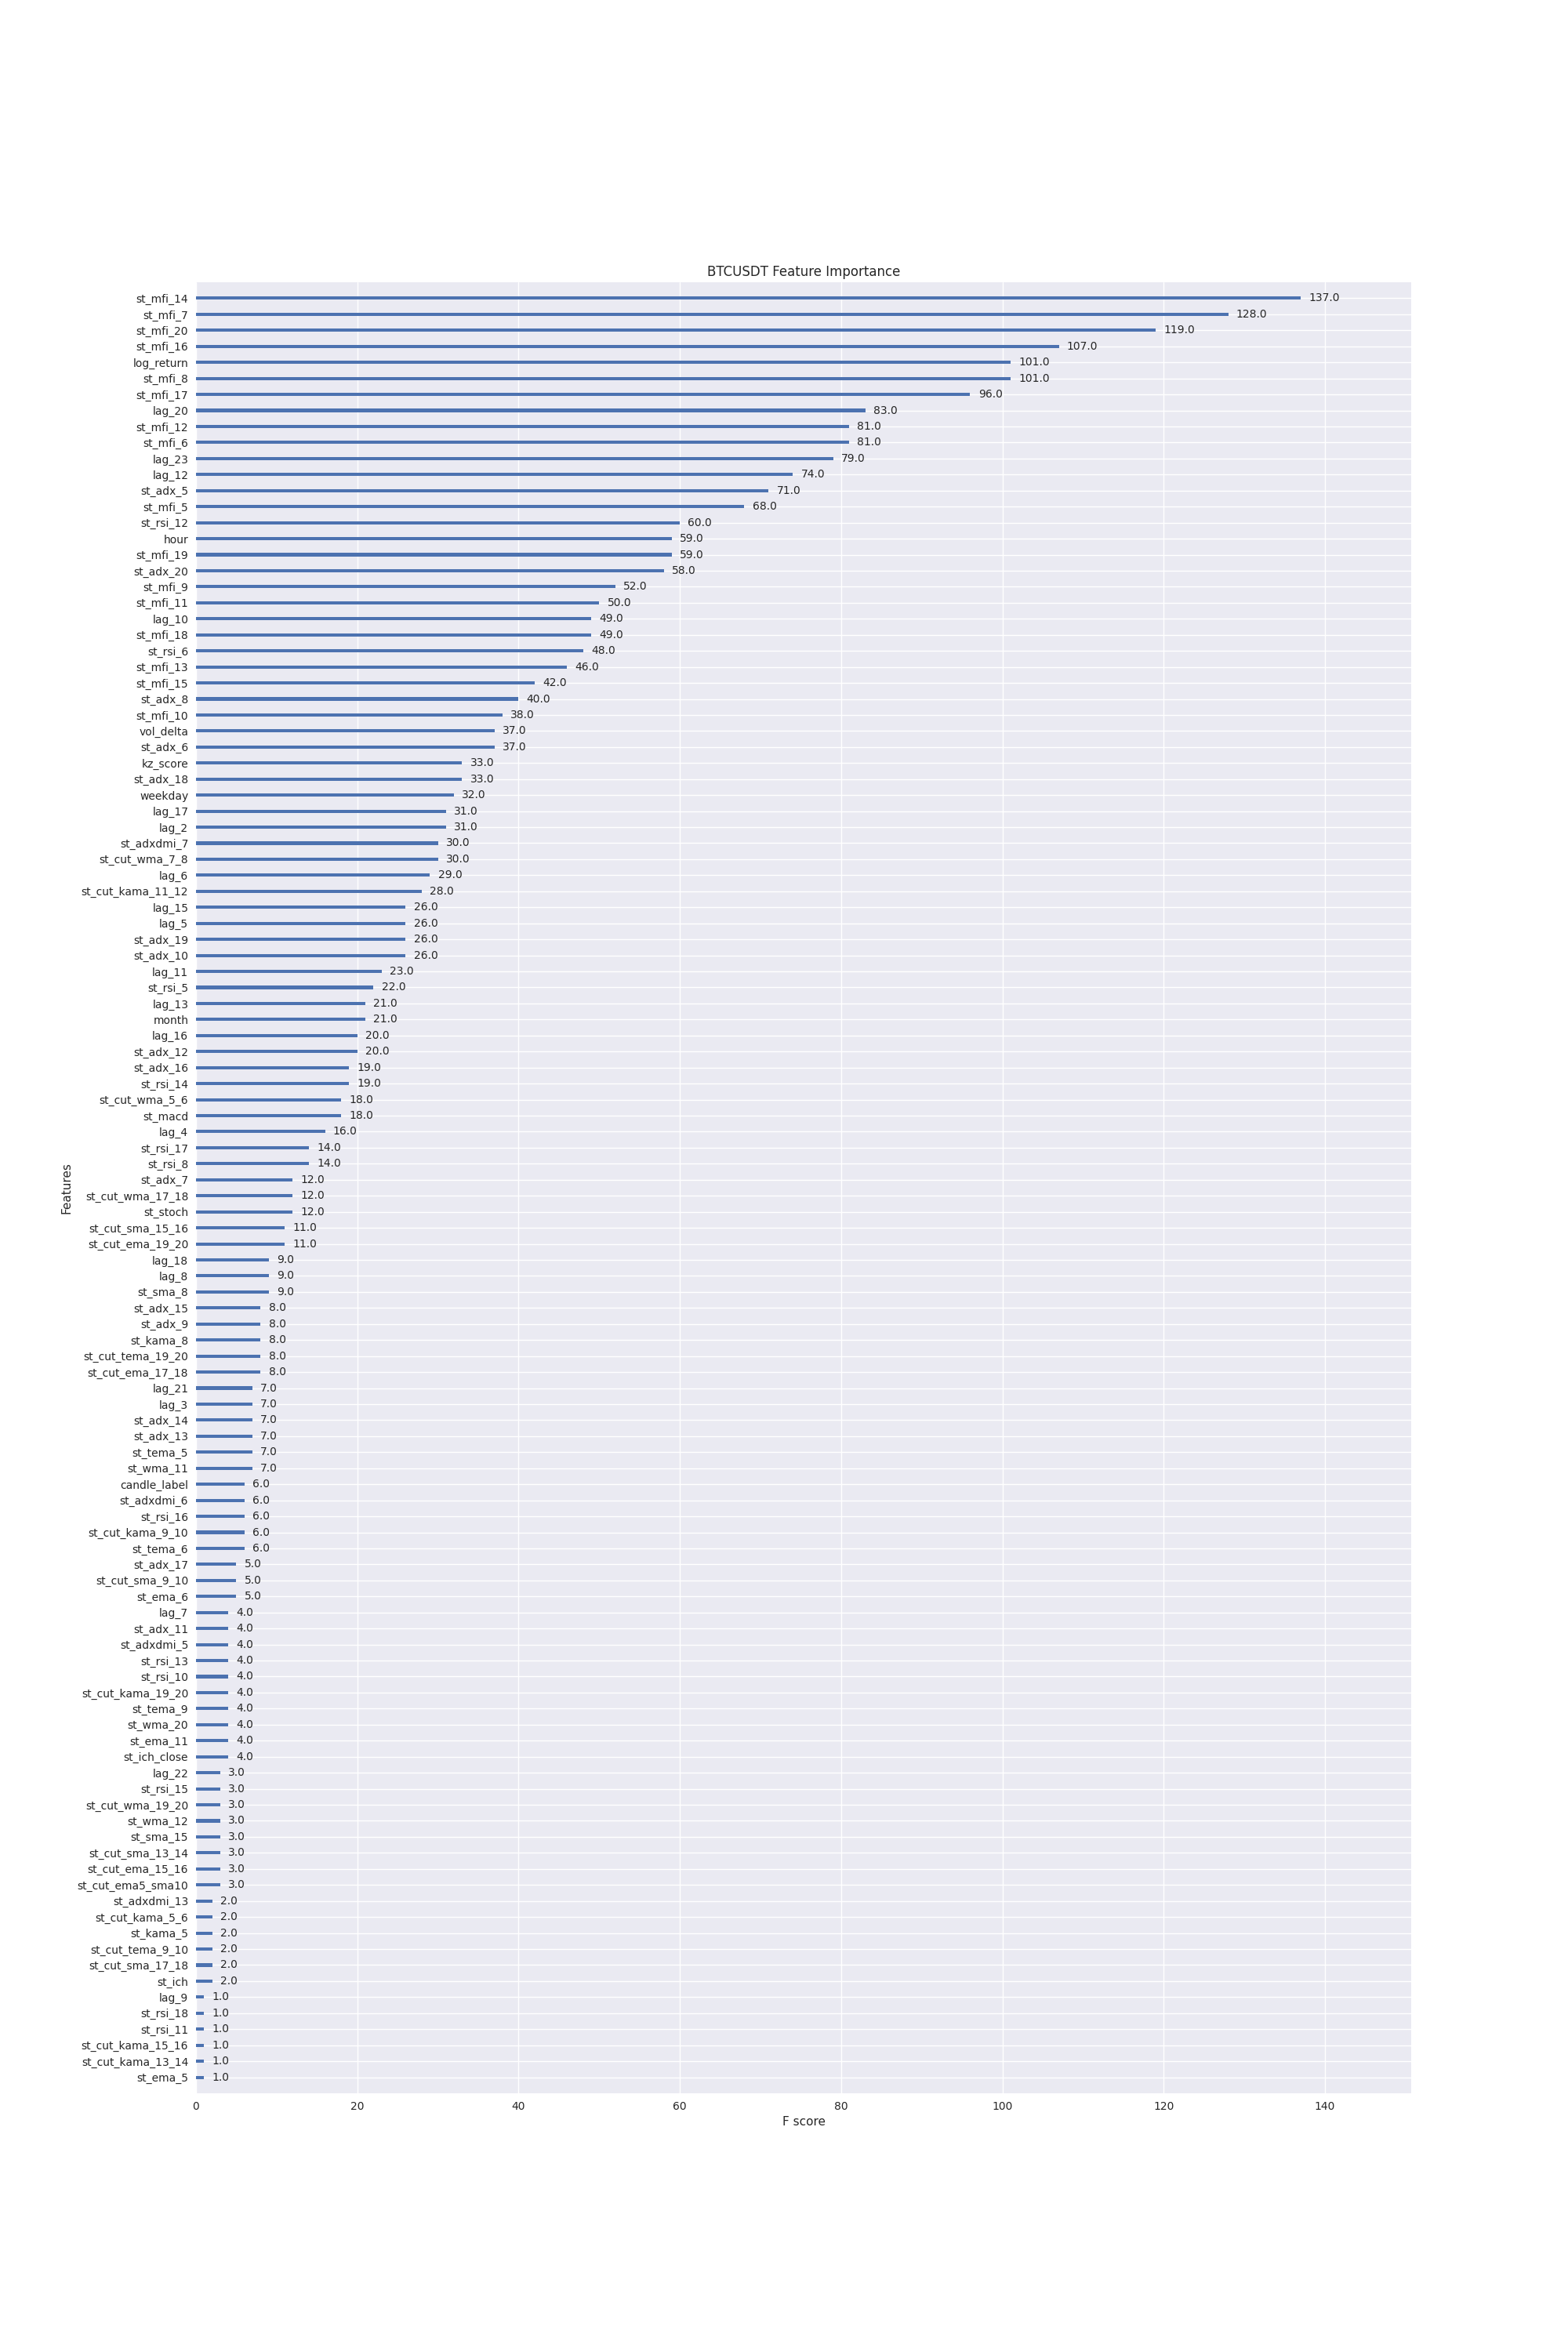 BTCUSDT Feature Importance
st_mfi_14 137.0
st_mfi_7 128.0
st_mfi_20 119.0
st_mfi_16 107.0
log_return 101.0
st_mfi_8 101.0
st_mfi_17 96.0
lag_20 83.0
st_mfi_12 81.0
st_mfi_6 81.0
lag_23 79.0
lag_12 74.0
st_adx_5 71.0
st_mfi_5 68.0
st_rsi_12 60.0
hour 59.0
st_mfi_19 59.0
st_adx_20 58.0
st_mfi_9 52.0
st_mfi_11 50.0
lag_10 49.0
st_mfi_18 49.0
st_rsi_6 48.0
st_mfi_13 46.0
st_mfi_15 42.0
st_adx_8 40.0
st_mfi_10 38.0
vol_delta 37.0
st_adx_6 37.0
kz_score 33.0
st_adx_18 33.0
weekday 32.0
lag_17 31.0
lag_2 31.0
st_adxdmi_7 30.0
st_cut_wma_7_8 30.0
lag_6 29.0
st_cut_kama_11_12 28.0
lag_15 26.0
lag_5 26.0
st_adx_19 26.0
st_adx_10 26.0
lag_11 23.0
st_rsi_5 22.0
lag_13 21.0
month 21.0
lag_16 20.0
st_adx_12 20.0
st_adx_16 19.0
st_rsi_14 19.0
st_cut_wma_5_6 18.0
st_macd 18.0
lag_4 16.0
st_rsi_17 14.0
st_rsi_8 14.0
st_adx_7 12.0
st_cut_wma_17_18 12.0
st_stoch 12.0
st_cut_sma_15_16 11.0
st_cut_ema_19_20 11.0
lag_18 9.0
lag_8 9.0
st_sma_8 9.0
st_adx_15 8.0
st_adx_9 8.0
st_kama_8 8.0
st_cut_tema_19_20 8.0
st_cut_ema_17_18 8.0
lag_21 7.0
lag_3 7.0
st_adx_14 7.0
st_adx_13 7.0
st_tema_5 7.0
st_wma_11 7.0
candle_label 6.0
st_adxdmi_6 6.0
st_rsi_16 6.0
st_cut_kama_9_10 6.0
st_tema_6 6.0
st_adx_17 5.0
st_cut_sma_9_10 5.0
st_ema_6 5.0
lag_7 4.0
st_adx_11 4.0
st_adxdmi_5 4.0
st_rsi_13 4.0
st_rsi_10 4.0
st_cut_kama_19_20 4.0
st_tema_9 4.0
st_wma_20 4.0
st_ema_11 4.0
st_ich_close 4.0
lag_22 3.0
st_rsi_15 3.0
st_cut_wma_19_20 3.0
st_wma_12 3.0
st_sma_15 3.0
st_cut_sma_13_14 3.0
st_cut_ema_15_16 3.0
st_cut_ema5_sma10 3.0
st_adxdmi_13 2.0
st_cut_kama_5_6 2.0
st_kama_5 2.0
st_cut_tema_9_10 2.0
st_cut_sma_17_18 2.0
st_ich 2.0
lag_9 1.0
st_rsi_18 1.0
st_rsi_11 1.0
st_cut_kama_15_16 1.0
st_cut_kama_13_14 1.0
st_ema_5 1.0
Features
0 20 40 60 80 100 120 140
F score